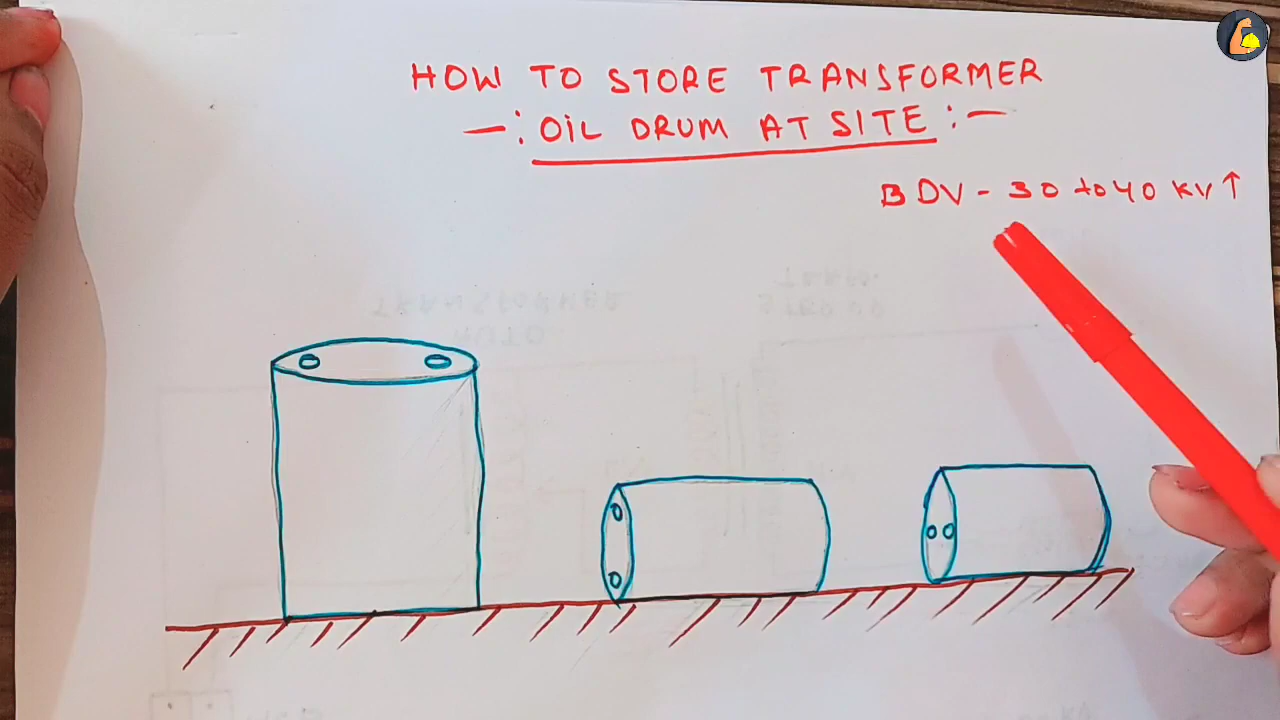 HOW TO STORE TRANSFORMER
-: OIL DRUM AT SITE :-
BDV - 30 to 40 KV ↑